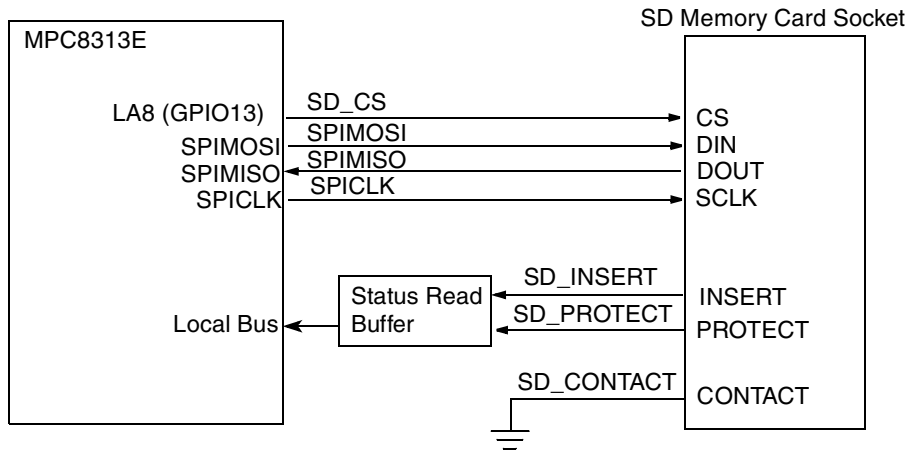 SD Memory Card Socket
MPC8313E
LA8 (GPIO13)
SD_CS
CS
SPIMOSI
SPIMOSI
DIN
SPIMISO
SPIMISO
DOUT
SPICLK
SPICLK
SCLK
SD_INSERT
INSERT
Status Read
Buffer
Local Bus
SD_PROTECT
PROTECT
SD_CONTACT
CONTACT